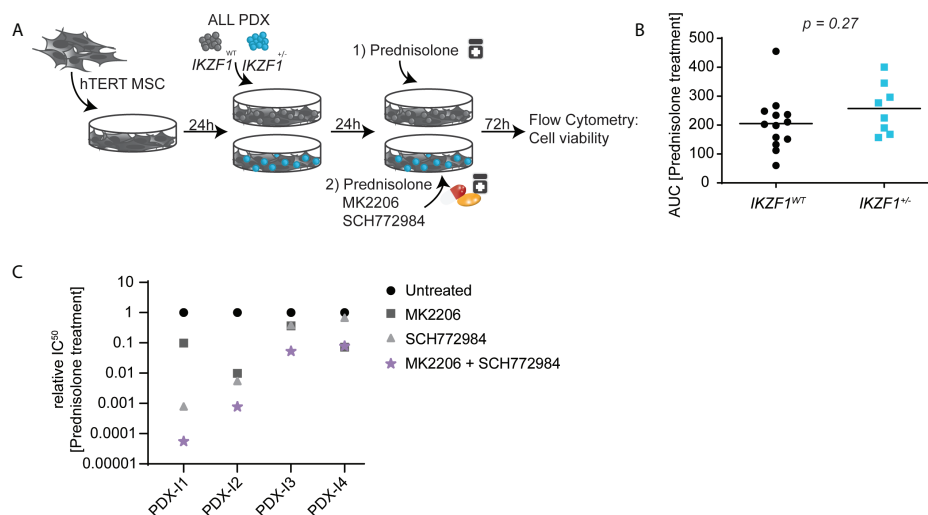 A
ALL PDX
IKZF1 WT IKZF1 +/-
hTERT MSC
24h
24h
1) Prednisolone
72h
Flow Cytometry:
Cell viability
2) Prednisolone
MK2206
SCH772984
B
p = 0.27
AUC [Prednisolone treatment]
500
400
300
200
100
0
IKZF1WT
IKZF1+/-
C
relative IC50
[Prednisolone treatment]
10
1
0.1
0.01
0.001
0.0001
0.00001
PDX-I1
PDX-I2
PDX-I3
PDX-I4
Untreated
MK2206
SCH772984
MK2206 + SCH772984